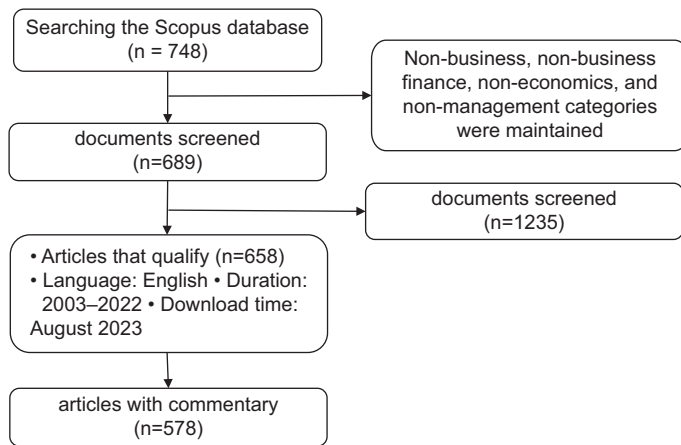 Searching the Scopus database
(n = 748)
Non-business, non-business
finance, non-economics, and
non-management categories
were maintained
documents screened
(n=689)
documents screened
(n=1235)
• Articles that qualify (n=658)
• Language: English • Duration:
2003–2022 • Download time:
August 2023
articles with commentary
(n=578)